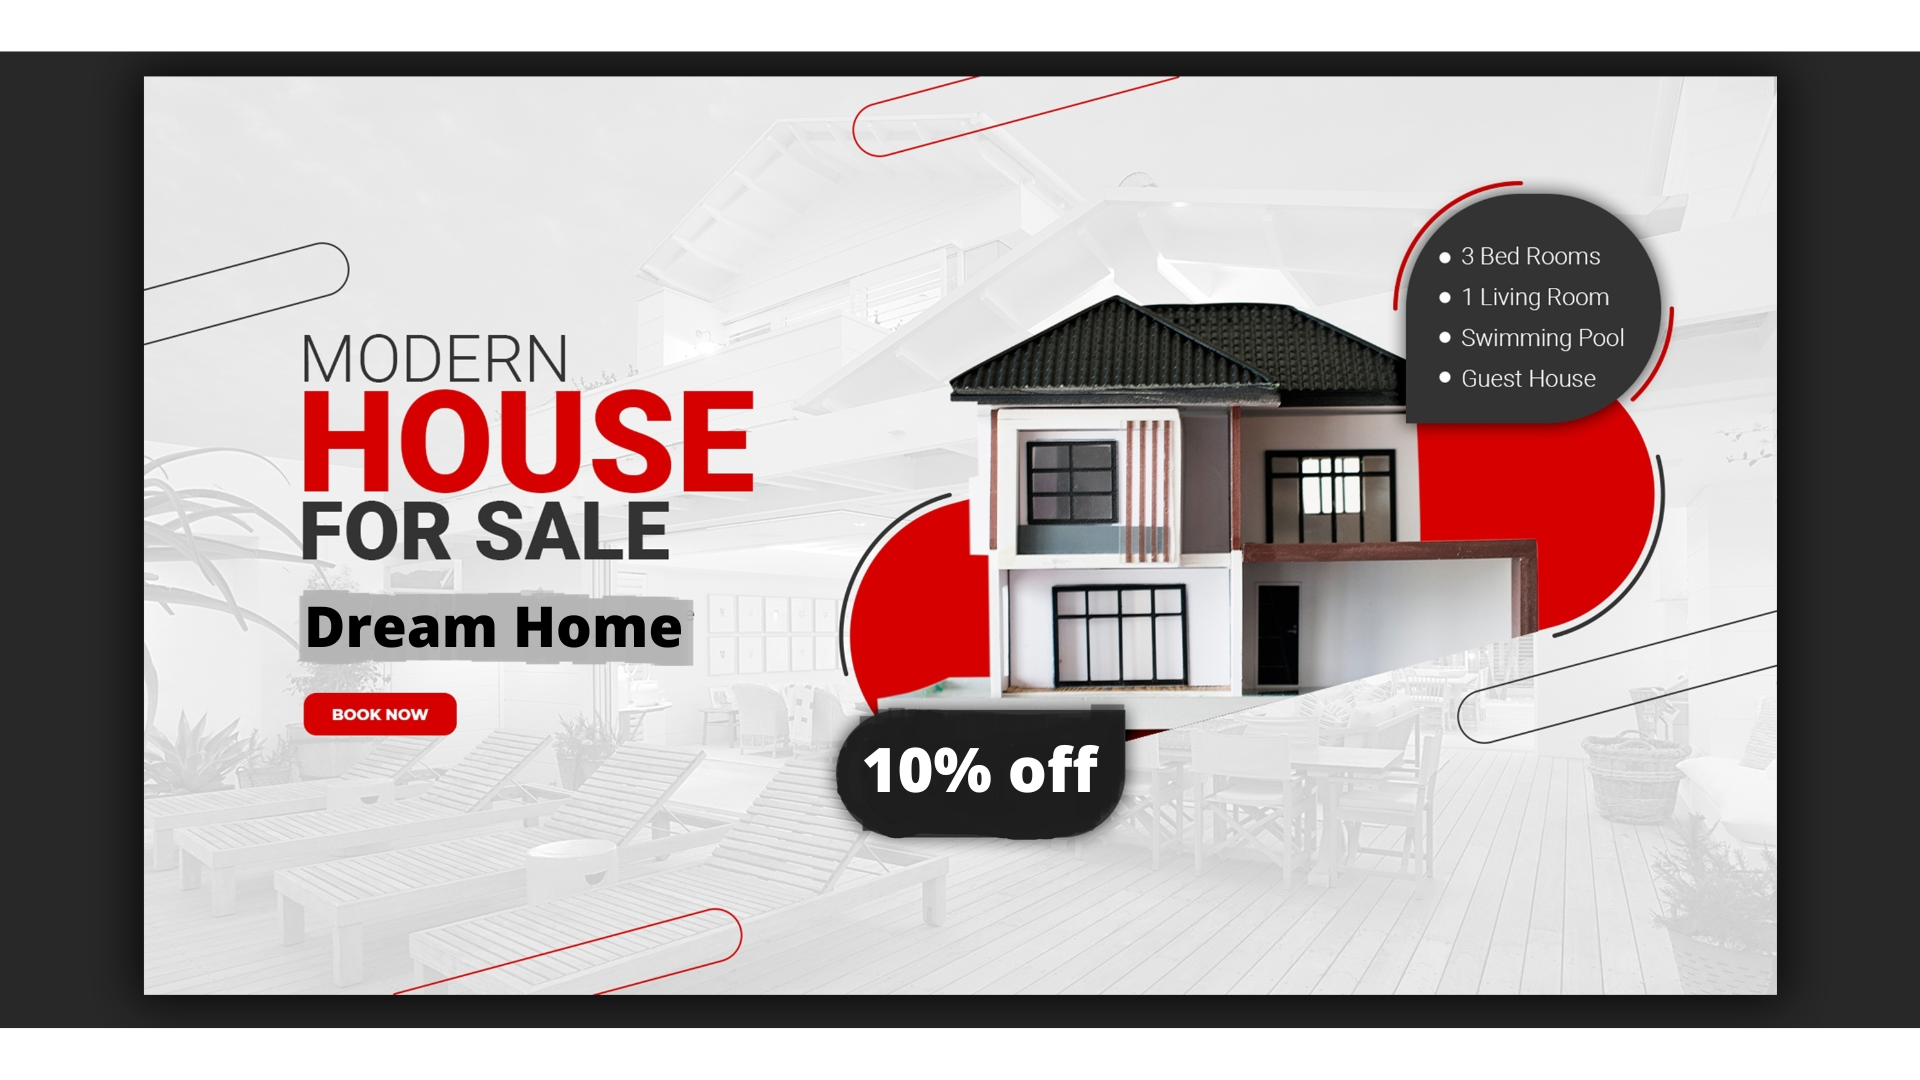 MODERN
HOUSE
FOR SALE
Dream Home
BOOK NOW
3 Bed Rooms
1 Living Room
Swimming Pool
Guest House
10% off